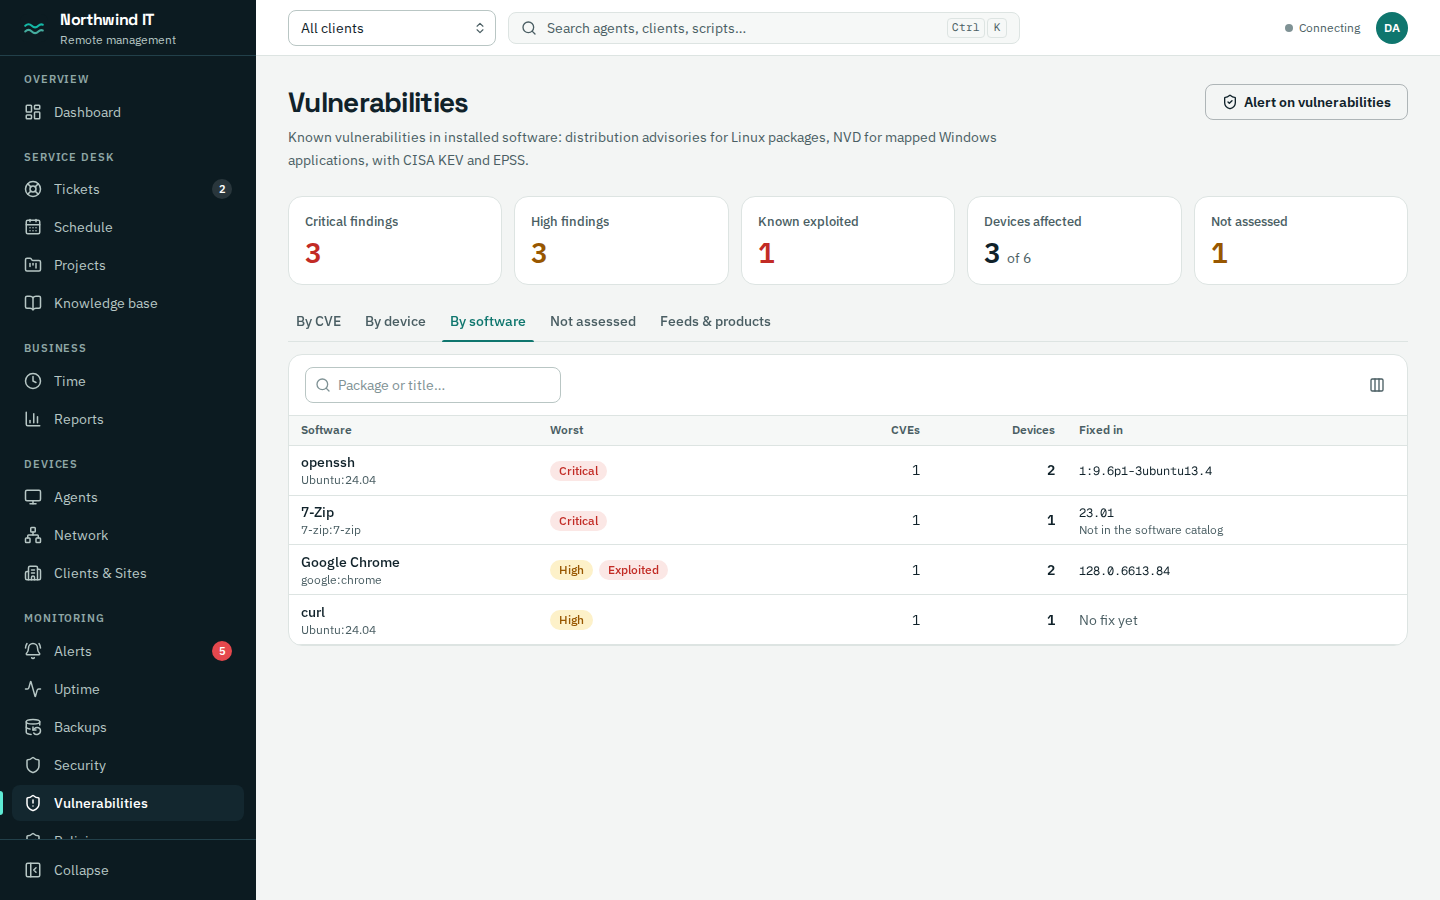 Northwind IT
Remote management
OVERVIEW
Dashboard
SERVICE DESK
Tickets 2
Schedule
Projects
Knowledge base
BUSINESS
Time
Reports
DEVICES
Agents
Network
Clients & Sites
MONITORING
Alerts 5
Uptime
Backups
Security
Vulnerabilities
Collapse
All clients
Search agents, clients, scripts... Ctrl K
Connecting
DA
Vulnerabilities
Alert on vulnerabilities
Known vulnerabilities in installed software: distribution advisories for Linux packages, NVD for mapped Windows
applications, with CISA KEV and EPSS.
Critical findings
3
High findings
3
Known exploited
1
Devices affected
3 of 6
Not assessed
1
By CVE By device By software Not assessed Feeds & products
Package or title...
Software Worst CVEs Devices Fixed in
openssh
Ubuntu:24.04
Critical 1 2 1:9.6p1-3ubuntu13.4
7-Zip
7-zip:7-zip
Critical 1 1 23.01
Not in the software catalog
Google Chrome
google:chrome
High Exploited 1 2 128.0.6613.84
curl
Ubuntu:24.04
High 1 1 No fix yet